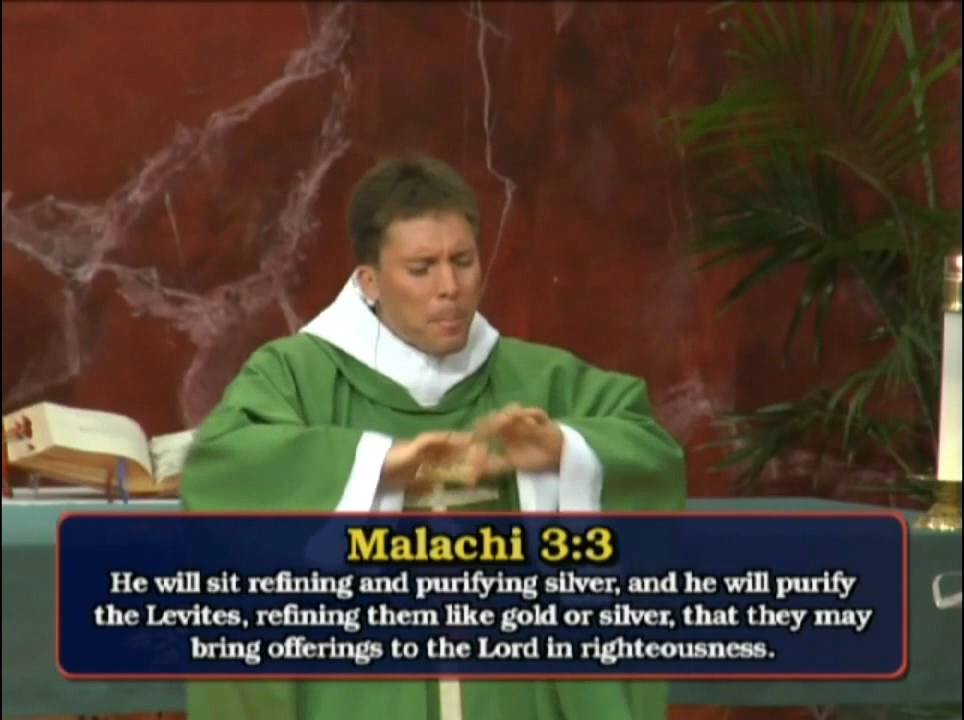 Malachi 3:3
He will sit refining and purifying silver, and he will purify
the Levites, refining them like gold or silver, that they may
bring offerings to the Lord in righteousness.